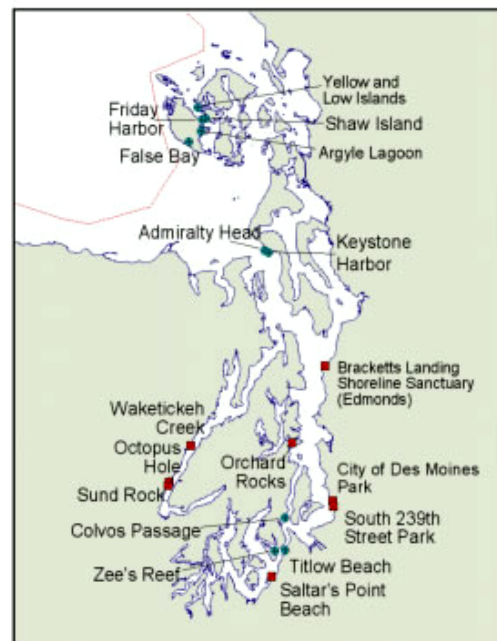 Yellow and
Low Islands
Friday
Harbor
Shaw Island
False Bay
Argyle Lagoon
Admiralty Head
Keystone
Harbor
Bracketts Landing
Shoreline Sanctuary
(Edmonds)
Waketickeh
Creek
Octopus
Hole
Sund Rock
Orchard
Rocks
City of Des Moines
Park
South 239th
Street Park
Colvos Passage
Zee's Reef
Titlow Beach
Saltar's Point
Beach